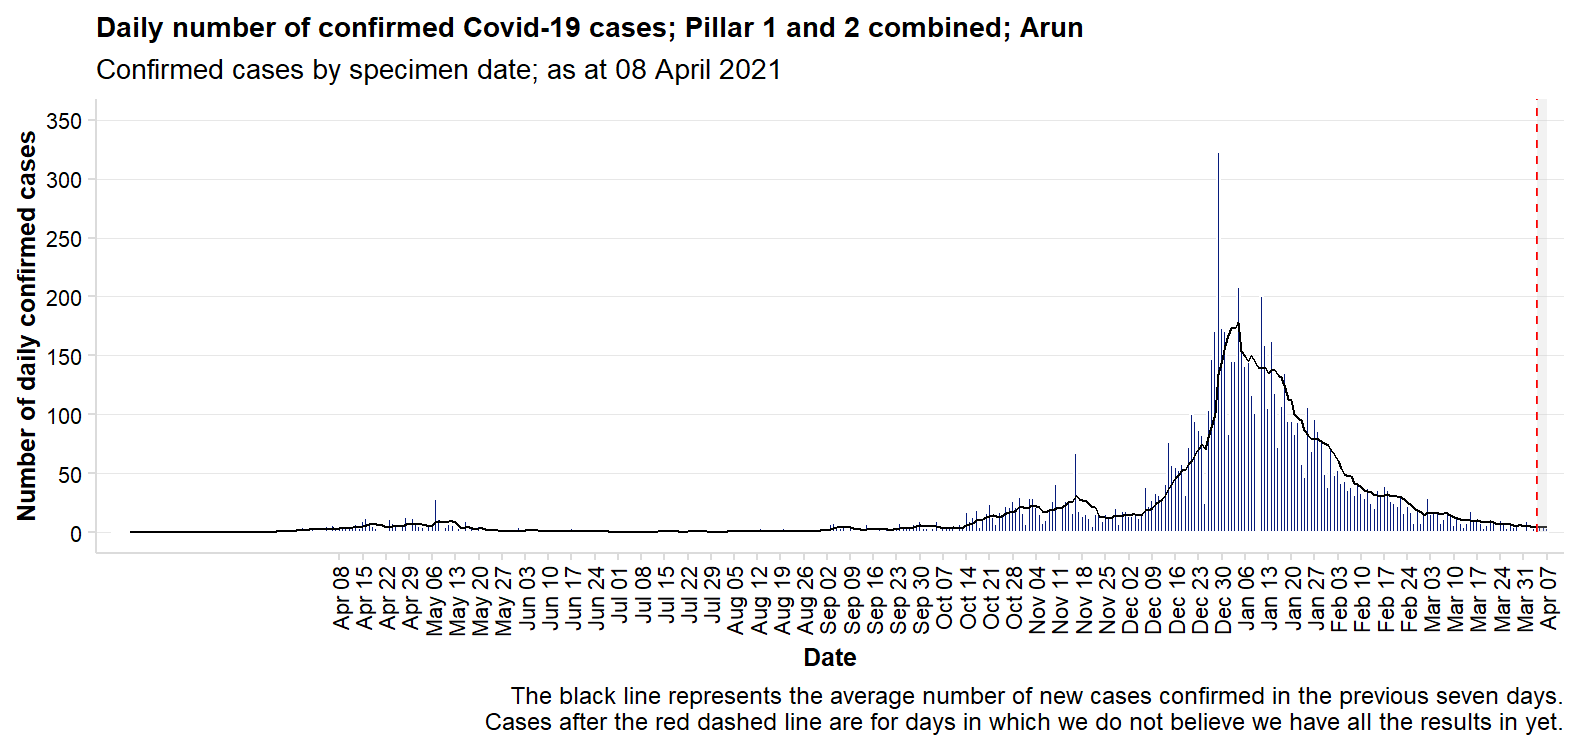 Daily number of confirmed Covid-19 cases; Pillar 1 and 2 combined; Arun
Confirmed cases by specimen date; as at 08 April 2021
Number of daily confirmed cases
350
300
250
200
150
100
50
0
Apr 08
Apr 15
Apr 22
Apr 29
May 06
May 13
May 20
May 27
Jun 03
Jun 10
Jun 17
Jun 24
Jul 01
Jul 08
Jul 15
Jul 22
Jul 29
Aug 05
Aug 12
Aug 19
Aug 26
Sep 02
Sep 09
Sep 16
Sep 23
Sep 30
Oct 07
Oct 14
Oct 21
Oct 28
Nov 04
Nov 11
Nov 18
Nov 25
Dec 02
Dec 09
Dec 16
Dec 23
Dec 30
Jan 06
Jan 13
Jan 20
Jan 27
Feb 03
Feb 10
Feb 17
Feb 24
Mar 03
Mar 10
Mar 17
Mar 24
Mar 31
Apr 07
Date
The black line represents the average number of new cases confirmed in the previous seven days.
Cases after the red dashed line are for days in which we do not believe we have all the results in yet.